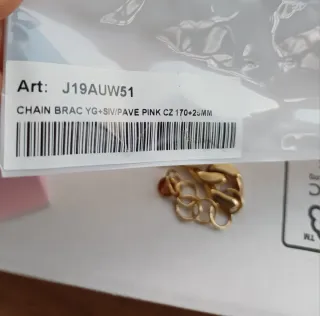 Art: J19AUW51
CHAIN BRAC YG+SIV/PAVE PINK CZ 170+25MM